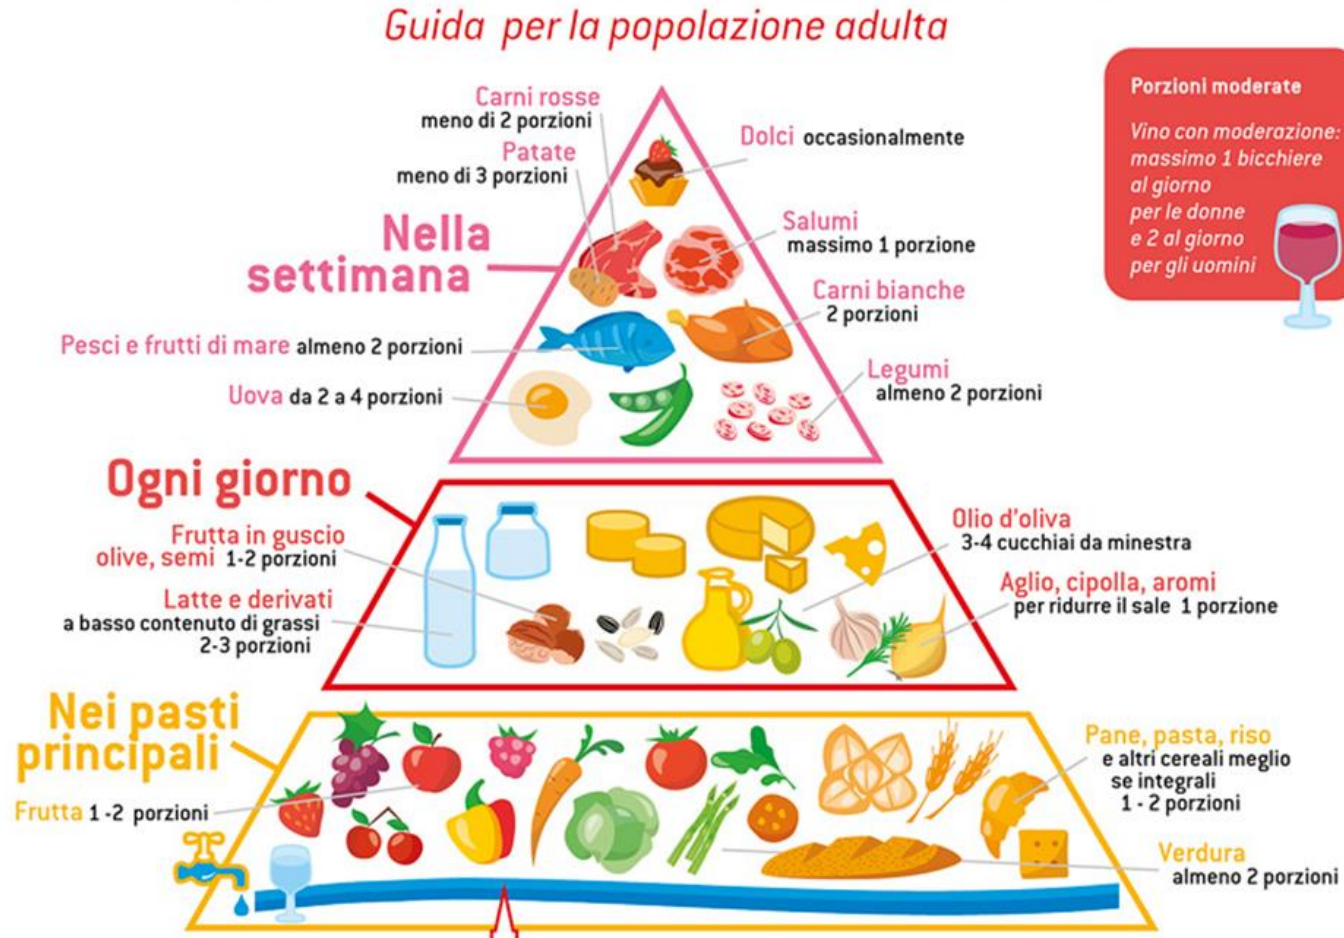 Guida per la popolazione adulta
Carni rosse
meno di 2 porzioni
Patate
meno di 3 porzioni
Dolci occasionalmente
Nella
settimana
Salumi
massimo 1 porzione
Carni bianche
2 porzioni
Pesci e frutti di mare almeno 2 porzioni
Uova da 2 a 4 porzioni
Legumi
almeno 2 porzioni
Porzioni moderate
Vino con moderazione:
massimo 1 bicchiere
al giorno
per le donne
e 2 al giorno
per gli uomini
Ogni giorno
Frutta in guscio
olive, semi 1-2 porzioni
Latte e derivati
a basso contenuto di grassi
2-3 porzioni
Olio d'oliva
3-4 cucchiai da minestra
Aglio, cipolla, aromi
per ridurre il sale 1 porzione
Nei pasti
principali
Frutta 1 -2 porzioni
Pane, pasta, riso
e altri cereali meglio
se integrali
1 - 2 porzioni
Verdura
almeno 2 porzioni